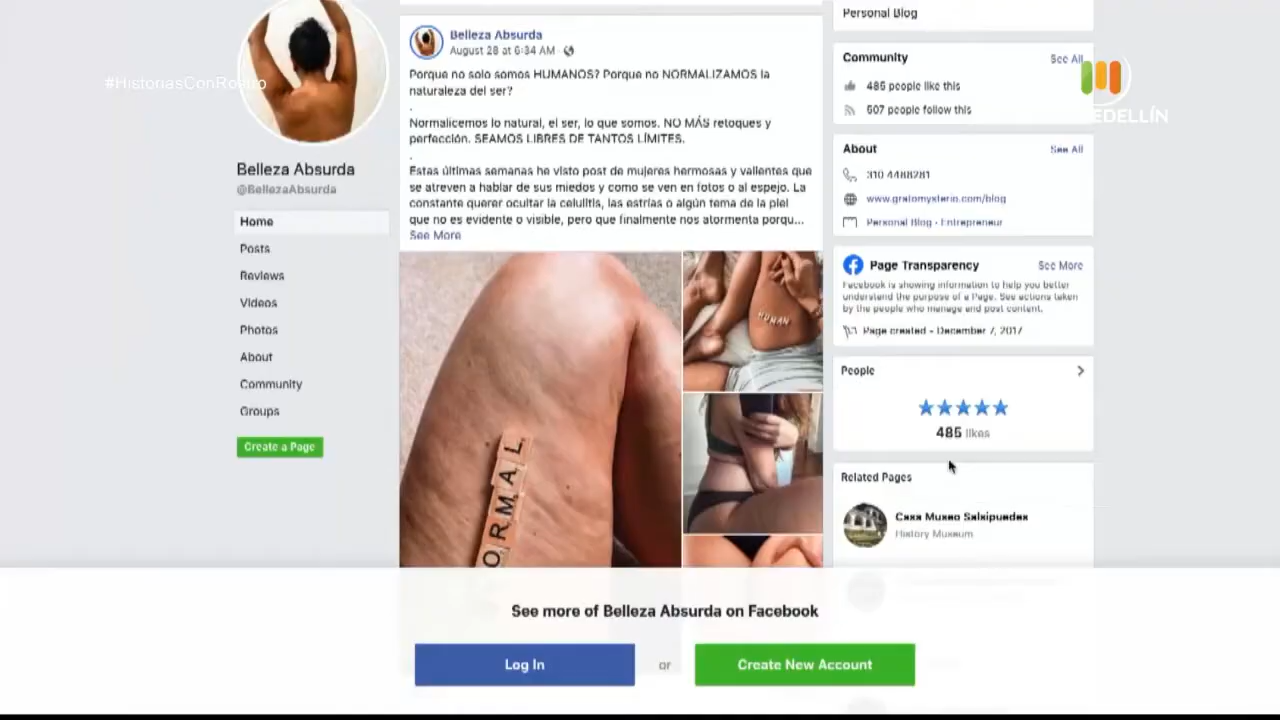 #HistoriasConRostro
Belleza Absurda
@BellezaAbsurda
Home
Posts
Reviews
Videos
Photos
About
Community
Groups
Create a Page
Belleza Absurda
August 28 at 6:34 AM
Porque no solo somos HUMANOS? Porque no NORMALIZAMOS la
naturaleza del ser?
.
Normalicemos lo natural, el ser, lo que somos. NO MÁS retoques y
perfección. SEAMOS LIBRES DE TANTOS LÍMITES.
.
Estas últimas semanas he visto post de mujeres hermosas y valientes que
se atreven a hablar de sus miedos y como se ven en fotos o al espejo. La
constante querer ocultar la celulitis, las estrías o algún tema de la piel
que no es evidente o visible, pero que finalmente nos atormenta porqu...
See More
ORMAL
HUMAN
Personal Blog
Community
See All
485 people like this
507 people follow this
EDELLÍN
About
See All
310 4488281
www.gratomysterio.com/blog
Personal Blog · Entrepreneur
Page Transparency
See More
Facebook is showing information to help you better
understand the purpose of a Page. See actions taken
by the people who manage and post content.
Page created - December 7, 2017
People
485 likes
Related Pages
Casa Museo Salsipuedes
History Museum
See more of Belleza Absurda on Facebook
Log In
or
Create New Account